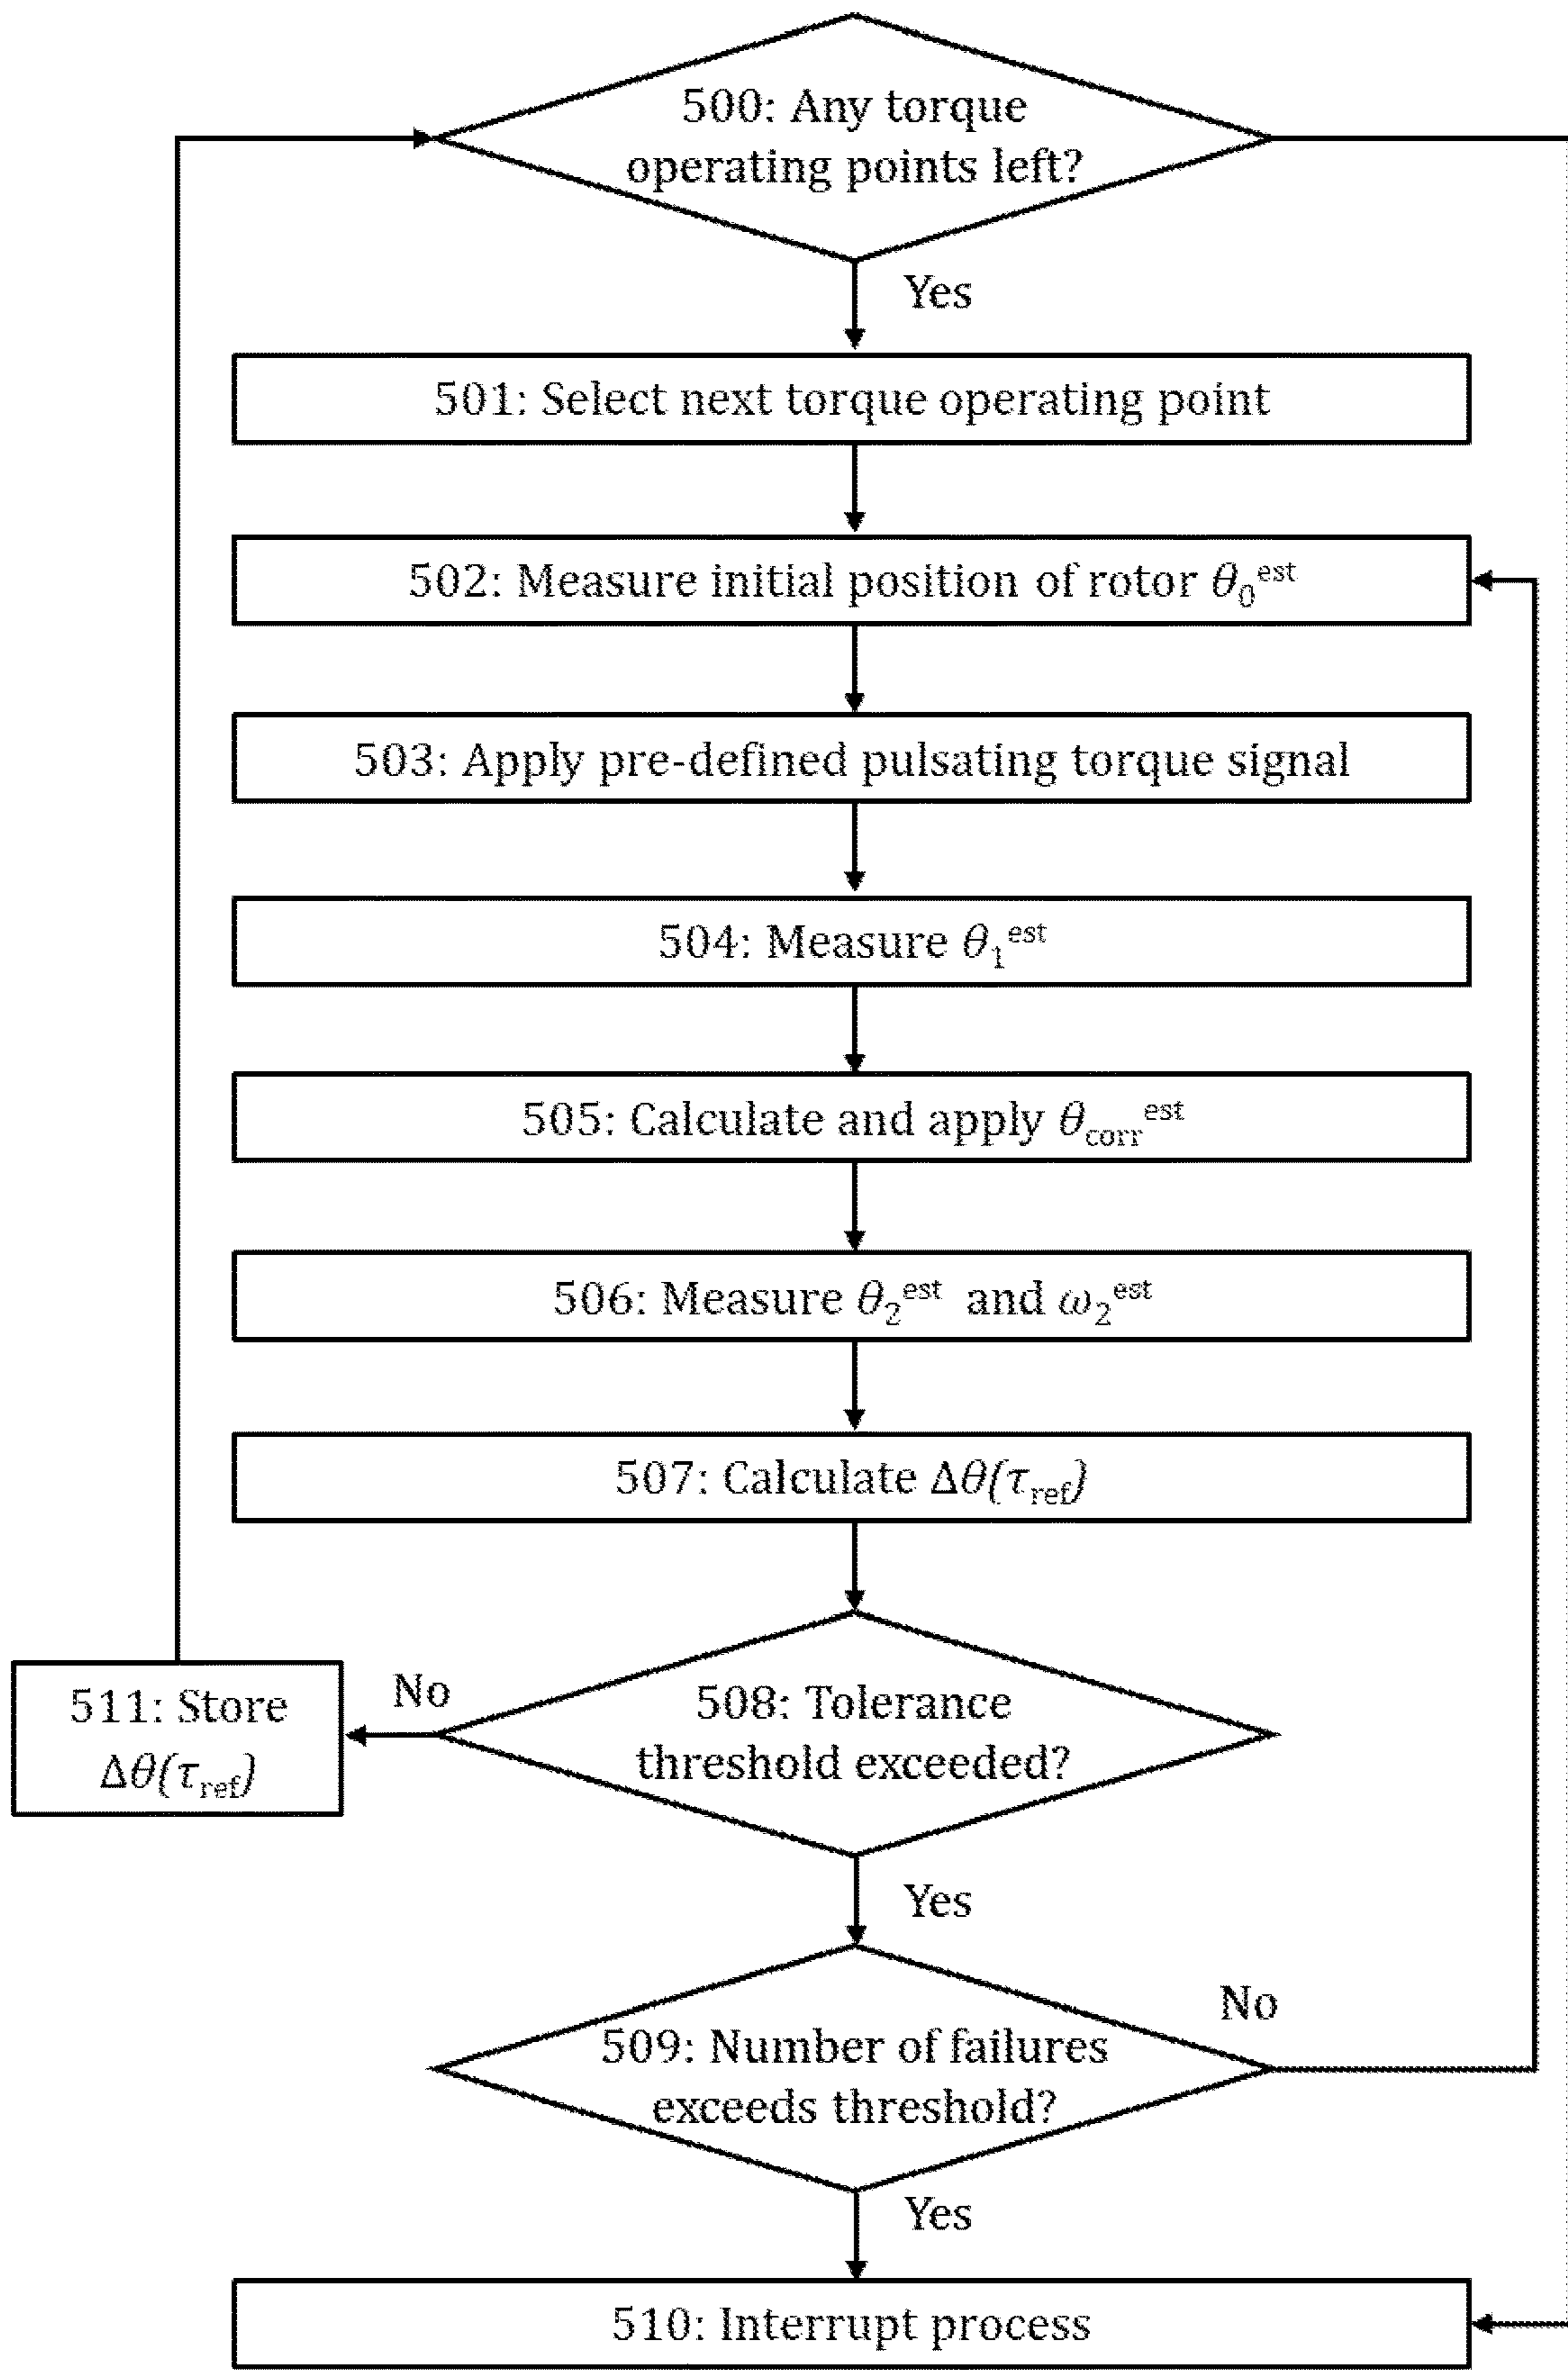 500: Any torque
operating points left?
Yes
501: Select next torque operating point
502: Measure initial position of rotor θ₀ᵉˢᵗ
503: Apply pre-defined pulsating torque signal
504: Measure θ₁ᵉˢᵗ
505: Calculate and apply θ_corrᵉˢᵗ
506: Measure θ₂ᵉˢᵗ and ω₂ᵉˢᵗ
507: Calculate Δθ(τ_ref)
508: Tolerance
threshold exceeded?
No
511: Store
Δθ(τ_ref)
Yes
509: Number of failures
exceeds threshold?
No
Yes
510: Interrupt process